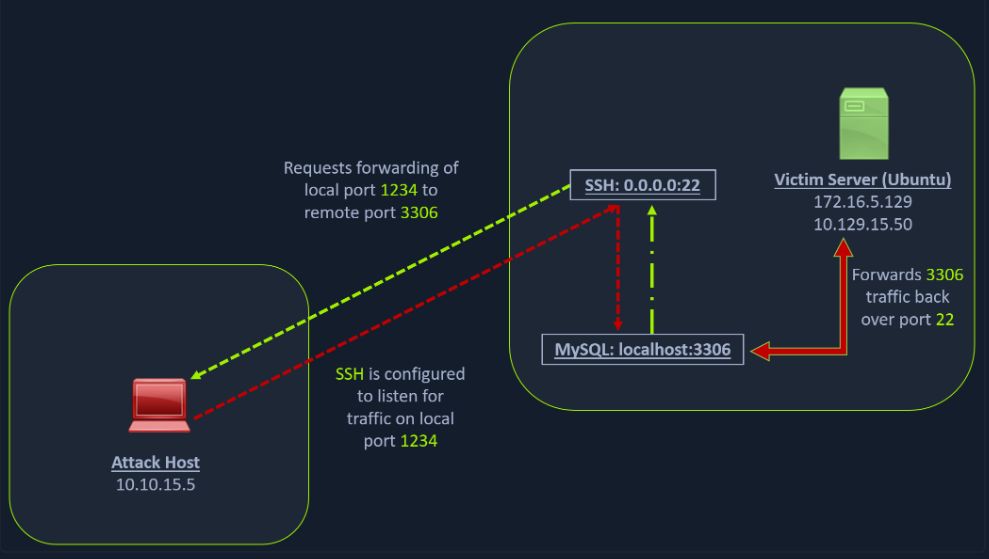 Requests forwarding of
local port 1234 to
remote port 3306
SSH: 0.0.0.0:22
Victim Server (Ubuntu)
172.16.5.129
10.129.15.50
Forwards 3306
traffic back
over port 22
MySQL: localhost:3306
SSH is configured
to listen for
traffic on local
port 1234
Attack Host
10.10.15.5